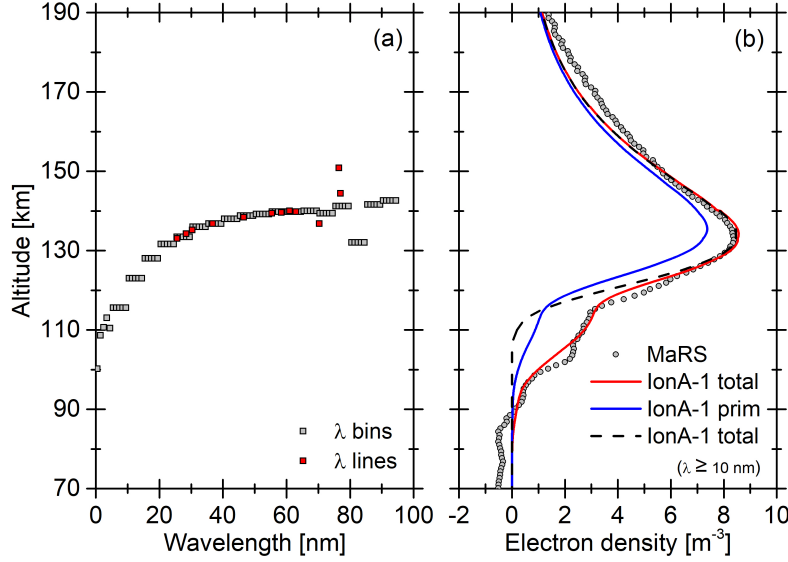 190
170
150
130
110
90
70
Altitude [km]
(a)
λ bins
λ lines
0 20 40 60 80 100
Wavelength [nm]
(b)
MaRS
IonA-1 total
IonA-1 prim
IonA-1 total
(λ ≥ 10 nm)
-2 0 2 4 6 8 10
Electron density [m⁻³]